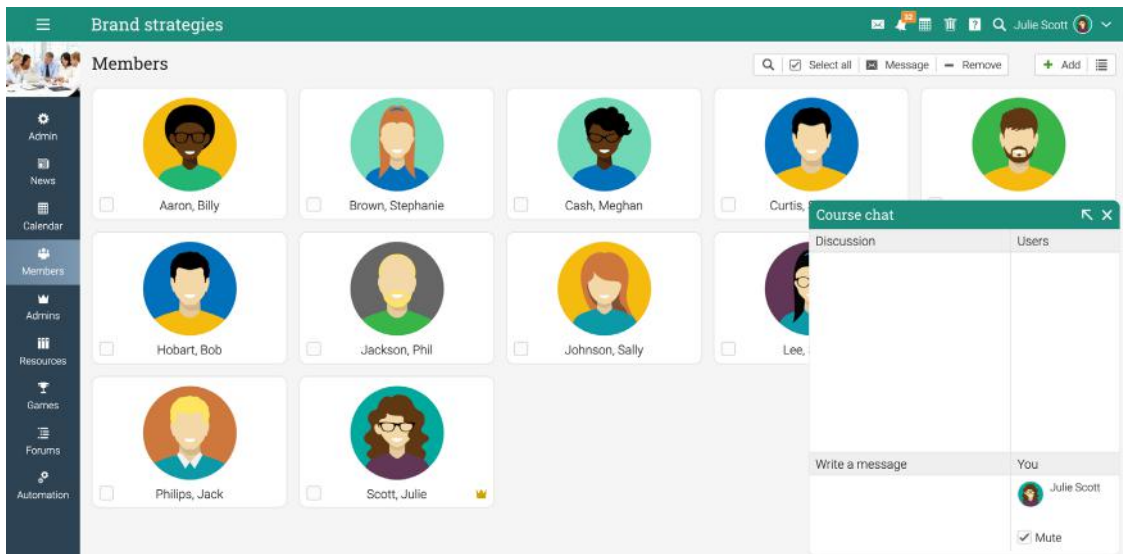 Brand strategies
Julie Scott
Members
Select all
Message
Remove
Add
Admin
News
Calendar
Members
Admins
Resources
Games
Forums
Automation
Aaron, Billy
Brown, Stephanie
Cash, Meghan
Curtis,
Hobart, Bob
Jackson, Phil
Johnson, Sally
Lee,
Philips, Jack
Scott, Julie
Course chat
Discussion
Users
Write a message
You
Julie Scott
Mute